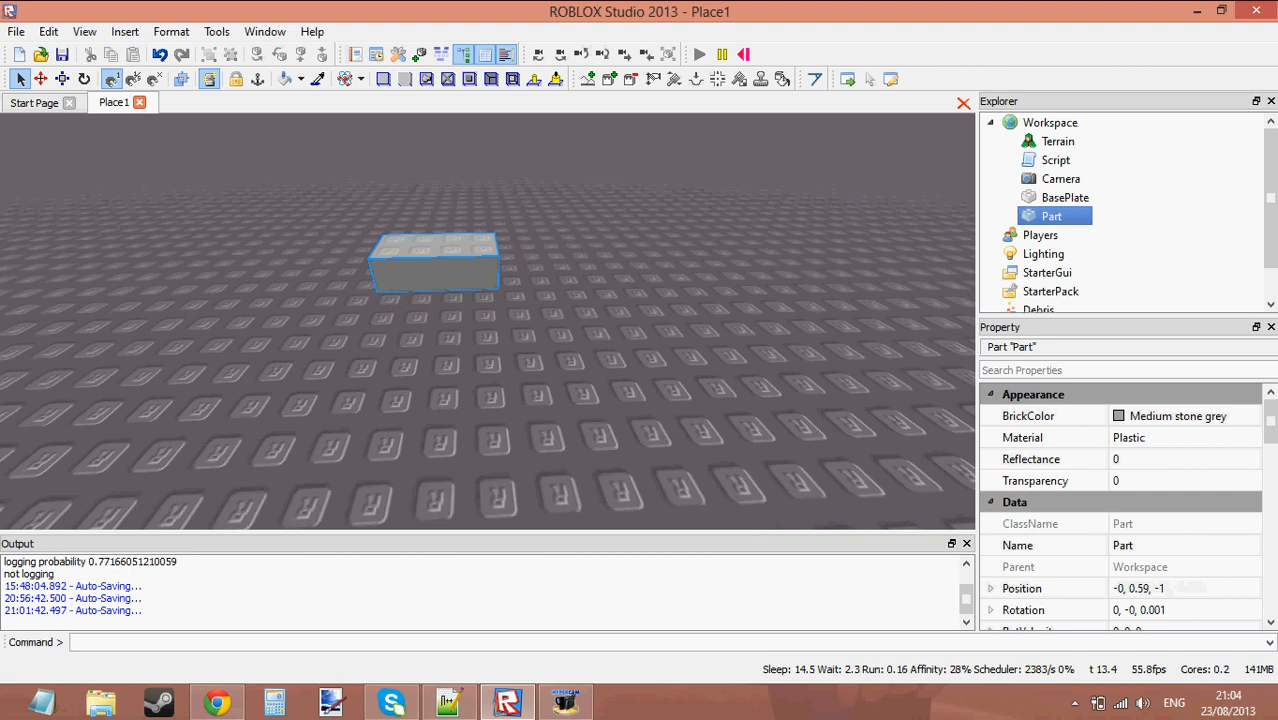 ROBLOX Studio 2013 - Place1
File Edit View Insert Format Tools Window Help
Start Page Place1
Explorer
Workspace
Terrain
Script
Camera
BasePlate
Part
Players
Lighting
StarterGui
StarterPack
Debris
Property
Part "Part"
Search Properties
Appearance
BrickColor Medium stone grey
Material Plastic
Reflectance 0
Transparency 0
Data
ClassName Part
Name Part
Parent Workspace
Position -0, 0.59, -1
Rotation 0, -0, 0.001
RotVelocity 0, 0, 0
Output
logging probability 0.77166051210059
not logging
15:48:04.892 - Auto-Saving...
20:56:42.500 - Auto-Saving...
21:01:42.497 - Auto-Saving...
Command >
Sleep: 14.5 Wait: 2.3 Run: 0.16 Affinity: 28% Scheduler: 2383/s 0% t 13.4 55.8fps Cores: 0.2 141MB
ENG
21:04
23/08/2013